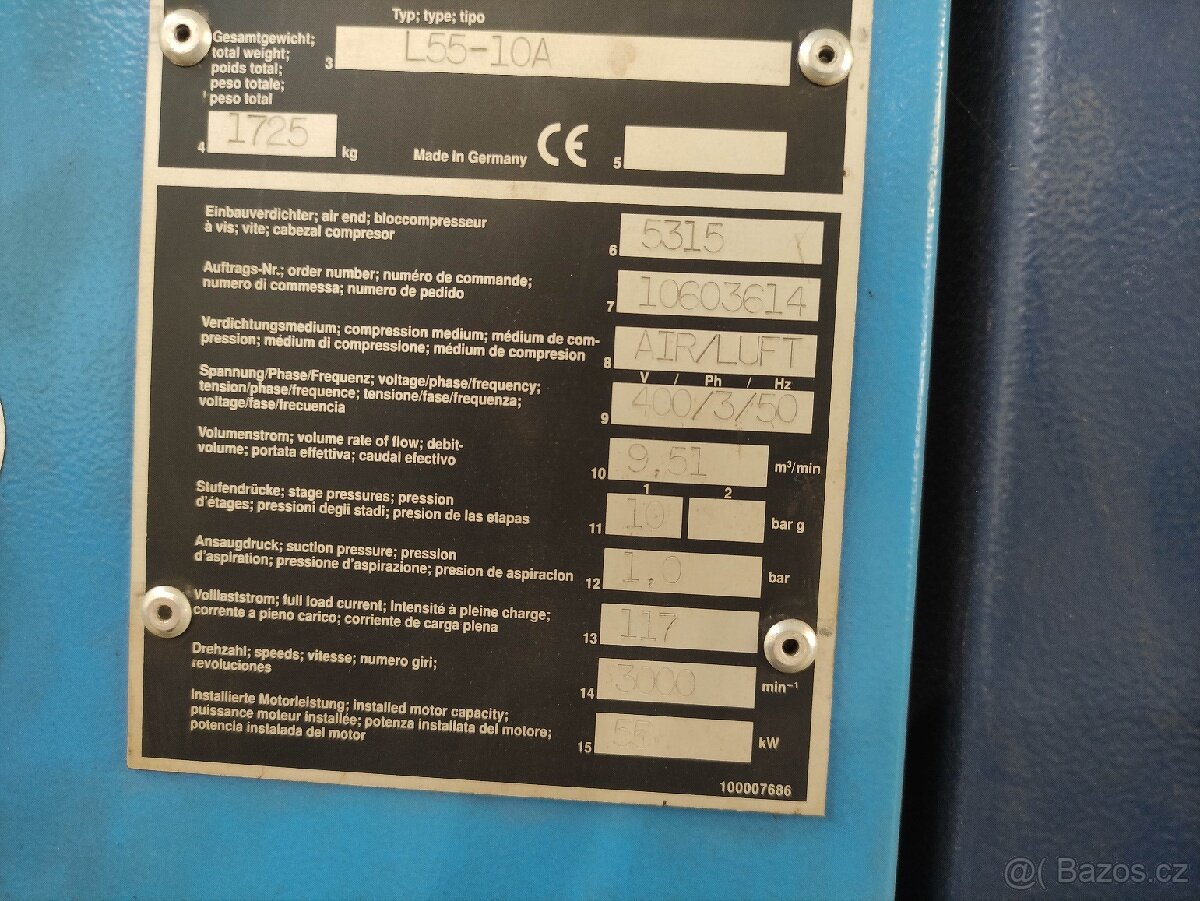 Typ; type; tipo
Gesamtgewicht;
total weight;
poids total;
peso totale;
peso total
3 L55-10A
4 1725 kg
Made in Germany CE 5
Einbauverdichter; air end; bloccompresseur
à vis; vite; cabezal compresor
6 5315
Auftrags-Nr.; order number; numéro de commande;
numero di commessa; numero de pedido
7 10603614
Verdichtungsmedium; compression medium; médium de com-
pression; médium di compressione; médium de compresion
8 AIR/LUFT
V / Ph / Hz
Spannung/Phase/Frequenz; voltage/phase/frequency;
tension/phase/frequence; tensione/fase/frequenza;
voltage/fase/frecuencia
9 400/3/50
Volumenstrom; volume rate of flow; debit-
volume; portata effettiva; caudal efectivo
10 9,51 m³/min
1 2
Stufendrücke; stage pressures; pression
d'étages; pressioni degli stadi; presion de las etapas
11 10 bar g
Ansaugdruck; suction pressure; pression
d'aspiration; pressione d'aspirazione; presion de aspiracion
12 1,0 bar
Vollaststrom; full load current; Intensité à pleine charge;
corrente a pieno carico; corriente de carga plena
13 117
Drehzahl; speeds; vitesse; numero giri;
revoluciones
14 3000 min⁻¹
Installierte Motorleistung; installed motor capacity;
puissance moteur installée; potenza installata del motore;
potencia instalada del motor
15 55 kW
100007686
@( Bazos.cz